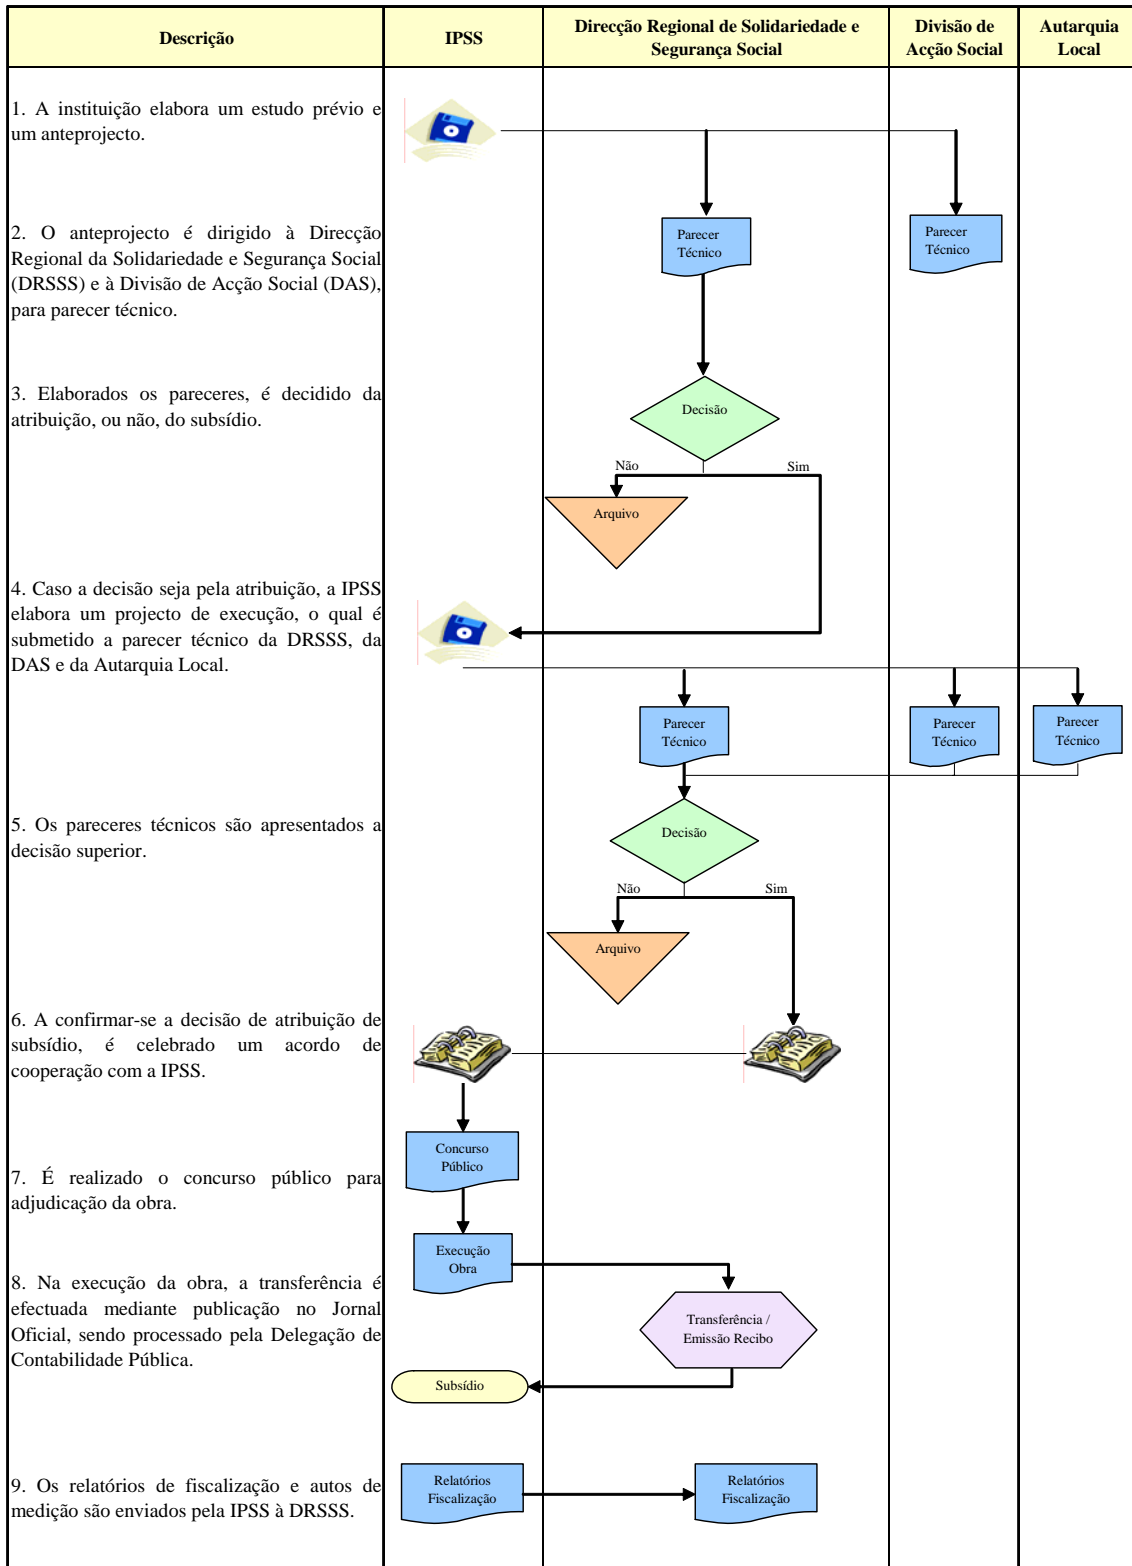 Descrição
IPSS
Direcção Regional de Solidariedade e
Segurança Social
Divisão de
Acção Social
Autarquia
Local
1. A instituição elabora um estudo prévio e
um anteprojecto.
2. O anteprojecto é dirigido à Direcção
Regional da Solidariedade e Segurança Social
(DRSSS) e à Divisão de Acção Social (DAS),
para parecer técnico.
Parecer
Técnico
Parecer
Técnico
3. Elaborados os pareceres, é decidido da
atribuição, ou não, do subsídio.
Decisão
Não
Sim
Arquivo
4. Caso a decisão seja pela atribuição, a IPSS
elabora um projecto de execução, o qual é
submetido a parecer técnico da DRSSS, da
DAS e da Autarquia Local.
Parecer
Técnico
Parecer
Técnico
Parecer
Técnico
5. Os pareceres técnicos são apresentados a
decisão superior.
Decisão
Não
Sim
Arquivo
6. A confirmar-se a decisão de atribuição de
subsídio, é celebrado um acordo de
cooperação com a IPSS.
Concurso
Público
7. É realizado o concurso público para
adjudicação da obra.
Execução
Obra
8. Na execução da obra, a transferência é
efectuada mediante publicação no Jornal
Oficial, sendo processado pela Delegação de
Contabilidade Pública.
Transferência /
Emissão Recibo
Subsídio
9. Os relatórios de fiscalização e autos de
medição são enviados pela IPSS à DRSSS.
Relatórios
Fiscalização
Relatórios
Fiscalização